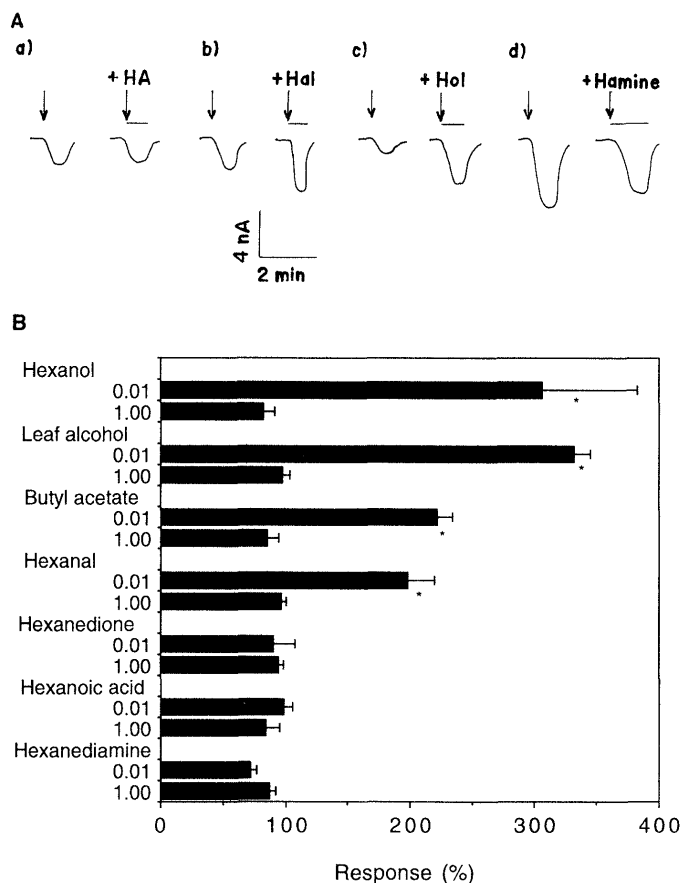 A
a) b) c) d)
+ HA + Hal + Hol + Hamine
4 nA
2 min
B
Hexanol
0.01
*
1.00
Leaf alcohol
0.01
*
1.00
Butyl acetate
0.01
*
1.00
Hexanal
0.01
*
1.00
Hexanedione
0.01
1.00
Hexanoic acid
0.01
1.00
Hexanediamine
0.01
1.00
0 100 200 300 400
Response (%)